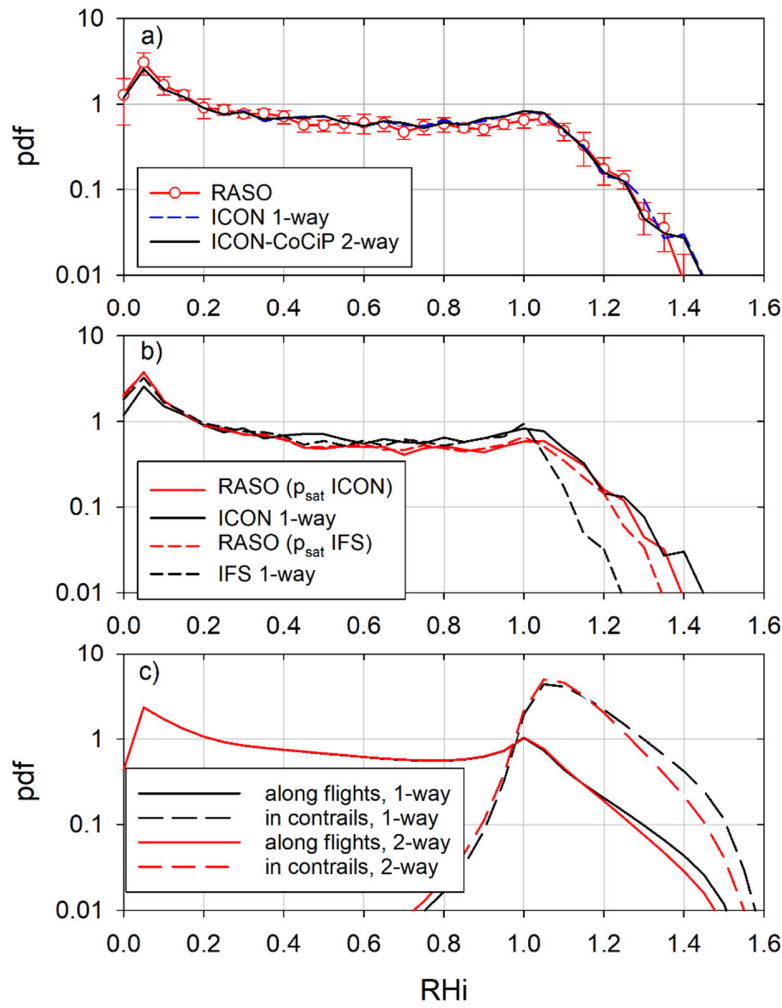 10
a)
1
pdf
0.1
RASO
ICON 1-way
ICON-CoCiP 2-way
0.01
0.0 0.2 0.4 0.6 0.8 1.0 1.2 1.4 1.6
10
b)
1
pdf
0.1
RASO (psat ICON)
ICON 1-way
RASO (psat IFS)
IFS 1-way
0.01
0.0 0.2 0.4 0.6 0.8 1.0 1.2 1.4 1.6
10
c)
1
pdf
0.1
along flights, 1-way
in contrails, 1-way
along flights, 2-way
in contrails, 2-way
0.01
0.0 0.2 0.4 0.6 0.8 1.0 1.2 1.4 1.6
RHi